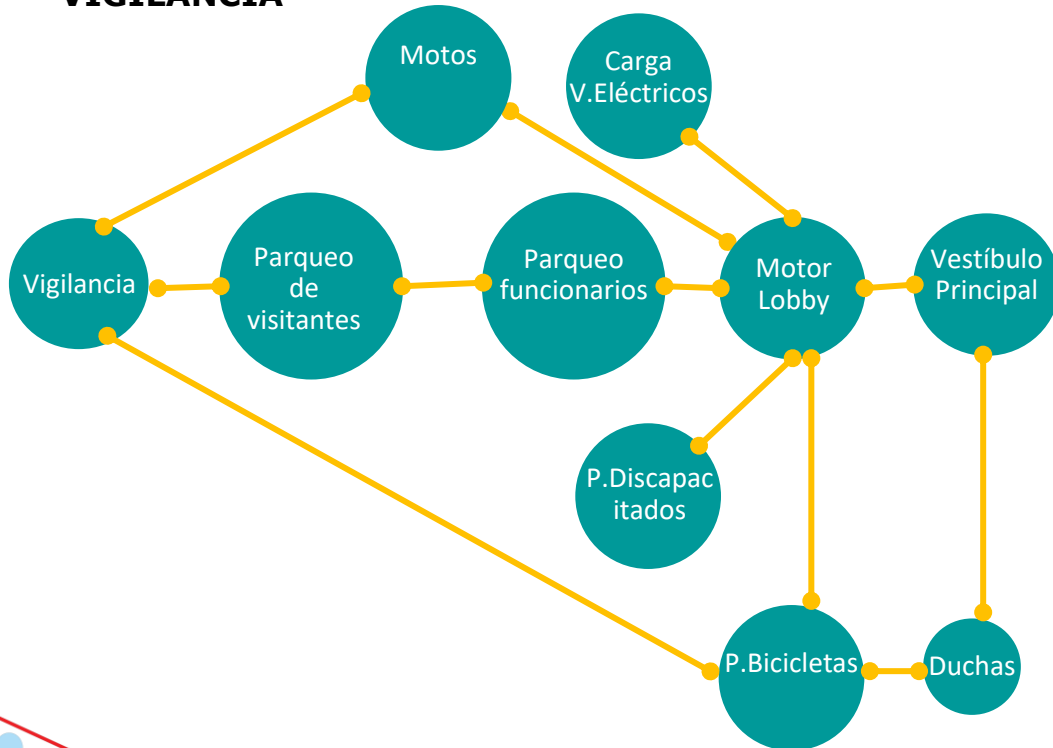 VIGILANCIA
Motos
Carga
V.Eléctricos
Vigilancia
Parqueo
de
visitantes
Parqueo
funcionarios
Motor
Lobby
Vestíbulo
Principal
P.Discapac
itados
P.Bicicletas
Duchas